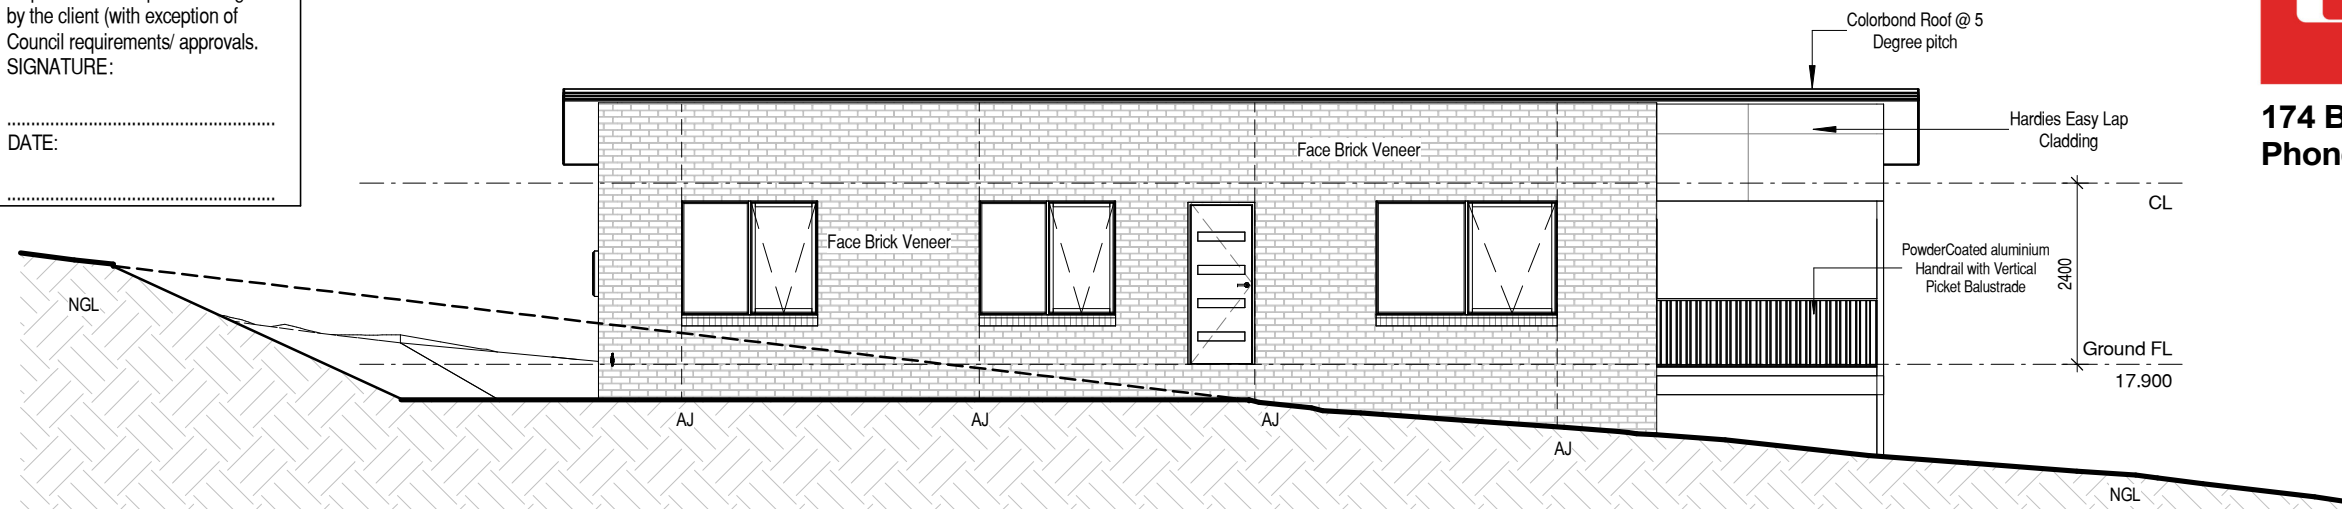 by the client (with exception of
Council requirements/ approvals.
SIGNATURE:
DATE:
Colorbond Roof @ 5
Degree pitch
Hardies Easy Lap
Cladding
174 B
Phon
Face Brick Veneer
CL
Face Brick Veneer
PowderCoated aluminium
Handrail with Vertical
Picket Balustrade
2400
NGL
Ground FL
17.900
AJ
AJ
AJ
AJ
NGL